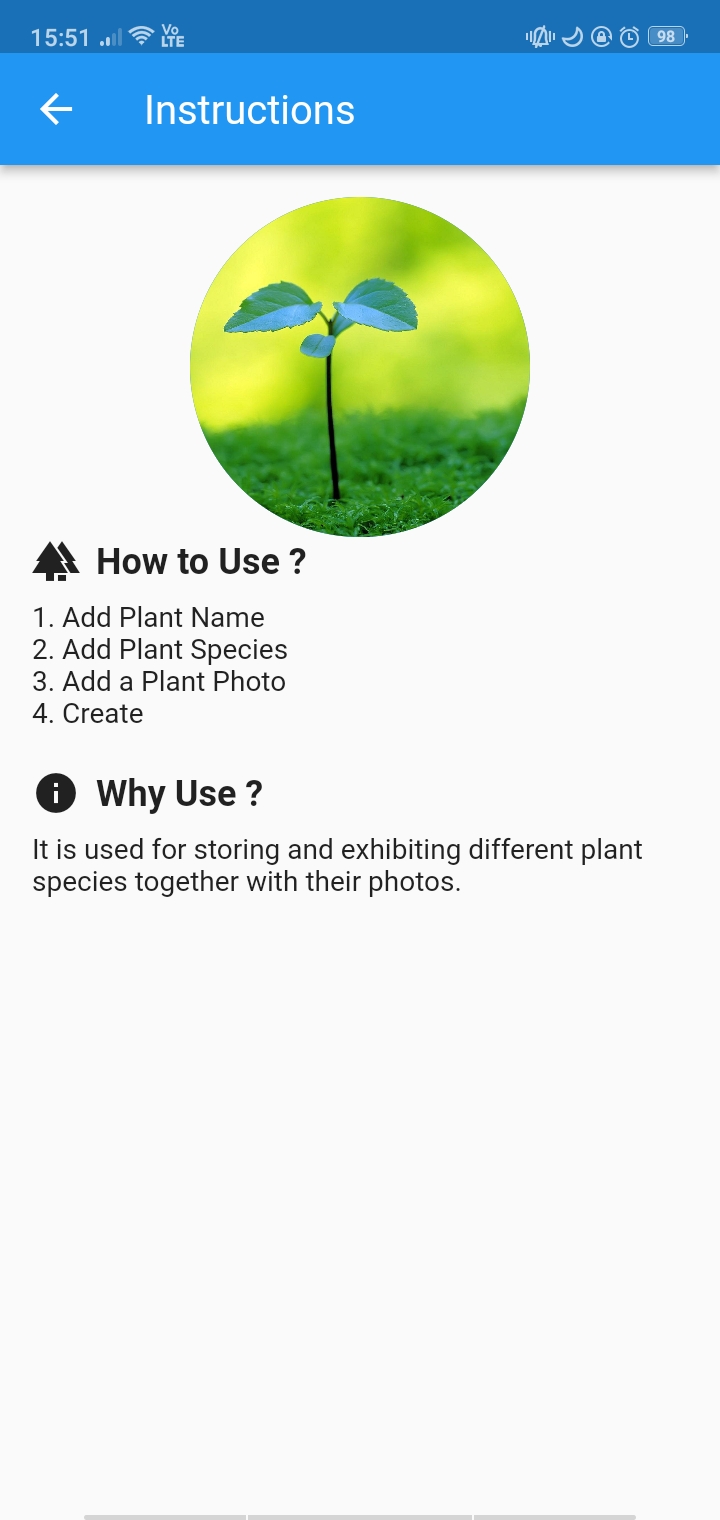 15:51 Vo LTE 98
Instructions
How to Use ?
1. Add Plant Name
2. Add Plant Species
3. Add a Plant Photo
4. Create
Why Use ?
It is used for storing and exhibiting different plant
species together with their photos.